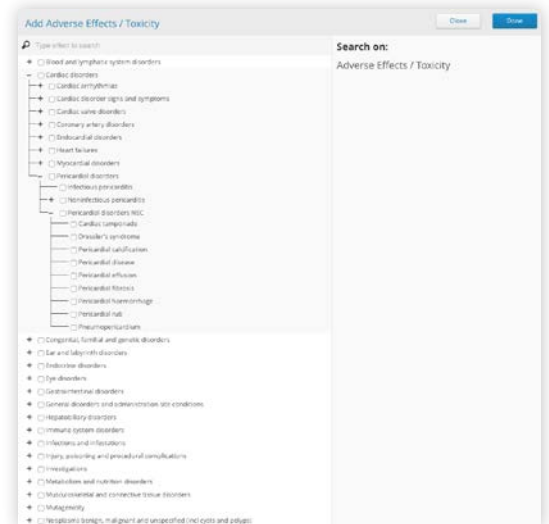 Add Adverse Effects / Toxicity
Close
Done
Type effect to search
Search on:
Adverse Effects / Toxicity
Blood and lymphatic system disorders
Cardiac disorders
Cardiac arrhythmias
Cardiac disorder signs and symptoms
Cardiac valve disorders
Coronary artery disorders
Endocardial disorders
Heart failures
Myocardial disorders
Pericardial disorders
Infectious pericarditis
Noninfectious pericarditis
Pericardial disorders NEC
Cardiac tamponade
Dressler's syndrome
Pericardial calcification
Pericardial disease
Pericardial effusion
Pericardial fibrosis
Pericardial haemorrhage
Pericardial rub
Pneumopericardium
Congenital, familial and genetic disorders
Ear and labyrinth disorders
Endocrine disorders
Eye disorders
Gastrointestinal disorders
General disorders and administration site conditions
Hepatobiliary disorders
Immune system disorders
Infections and infestations
Injury, poisoning and procedural complications
Investigations
Metabolism and nutrition disorders
Musculoskeletal and connective tissue disorders
Mutagenicity
Neoplasms benign, malignant and unspecified (incl cysts and polyps)